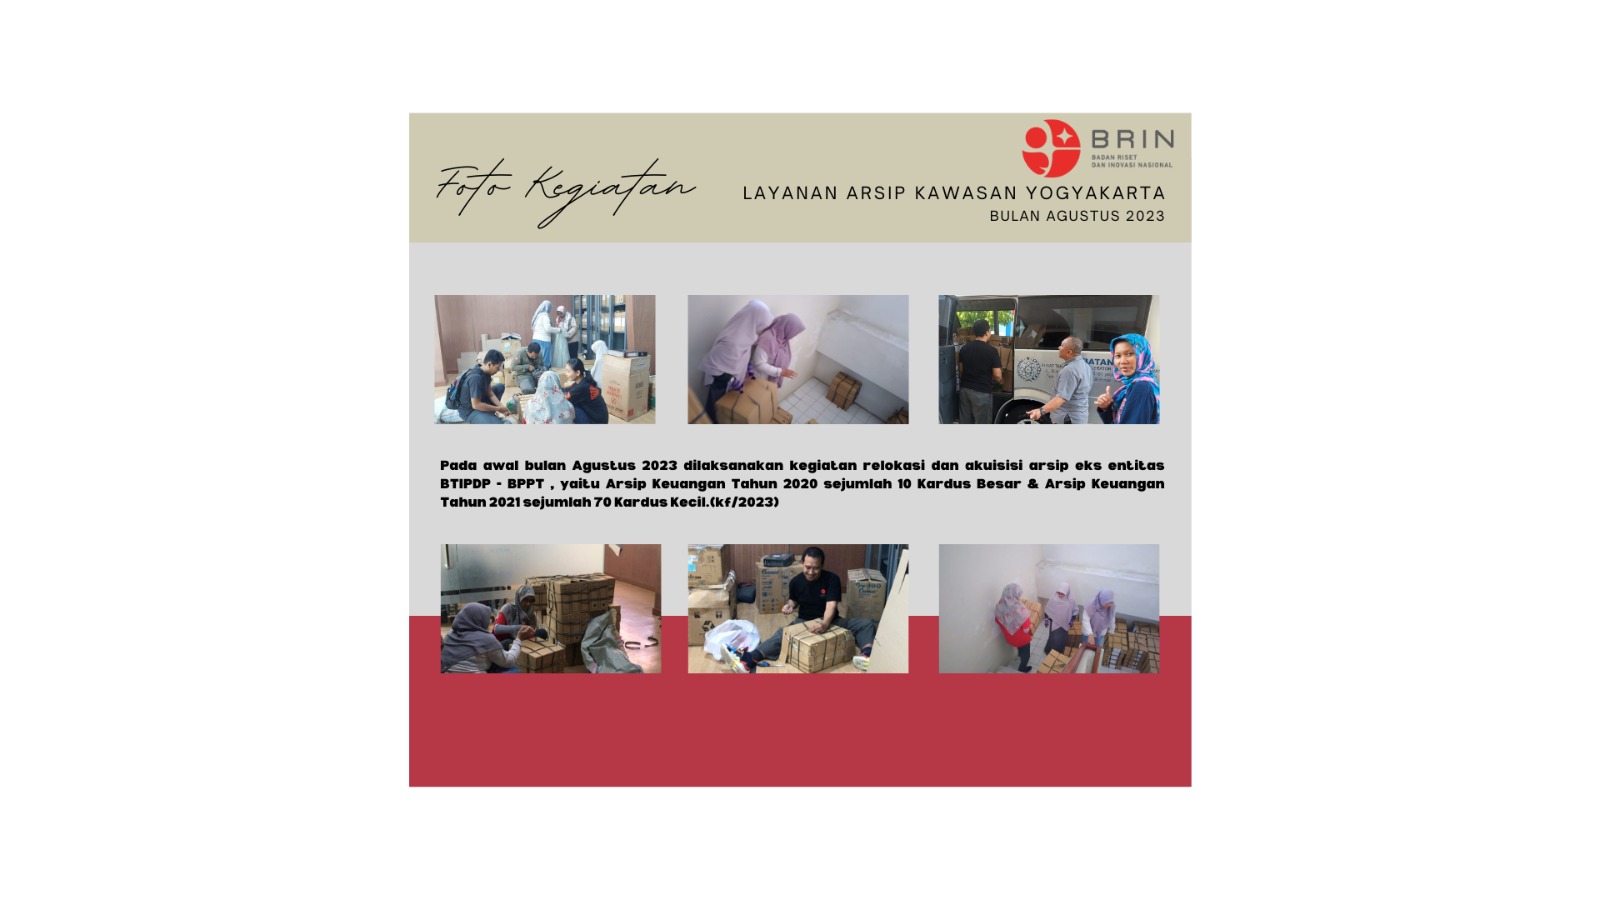 Foto Kegiatan
BRIN
BADAN RISET
DAN INOVASI NASIONAL
LAYANAN ARSIP KAWASAN YOGYAKARTA
BULAN AGUSTUS 2023
BATAN
Pada awal bulan Agustus 2023 dilaksanakan kegiatan relokasi dan akuisisi arsip eks entitas
BTIPDP - BPPT , yaitu Arsip Keuangan Tahun 2020 sejumlah 10 Kardus Besar & Arsip Keuangan
Tahun 2021 sejumlah 70 Kardus Kecil.(kf/2023)